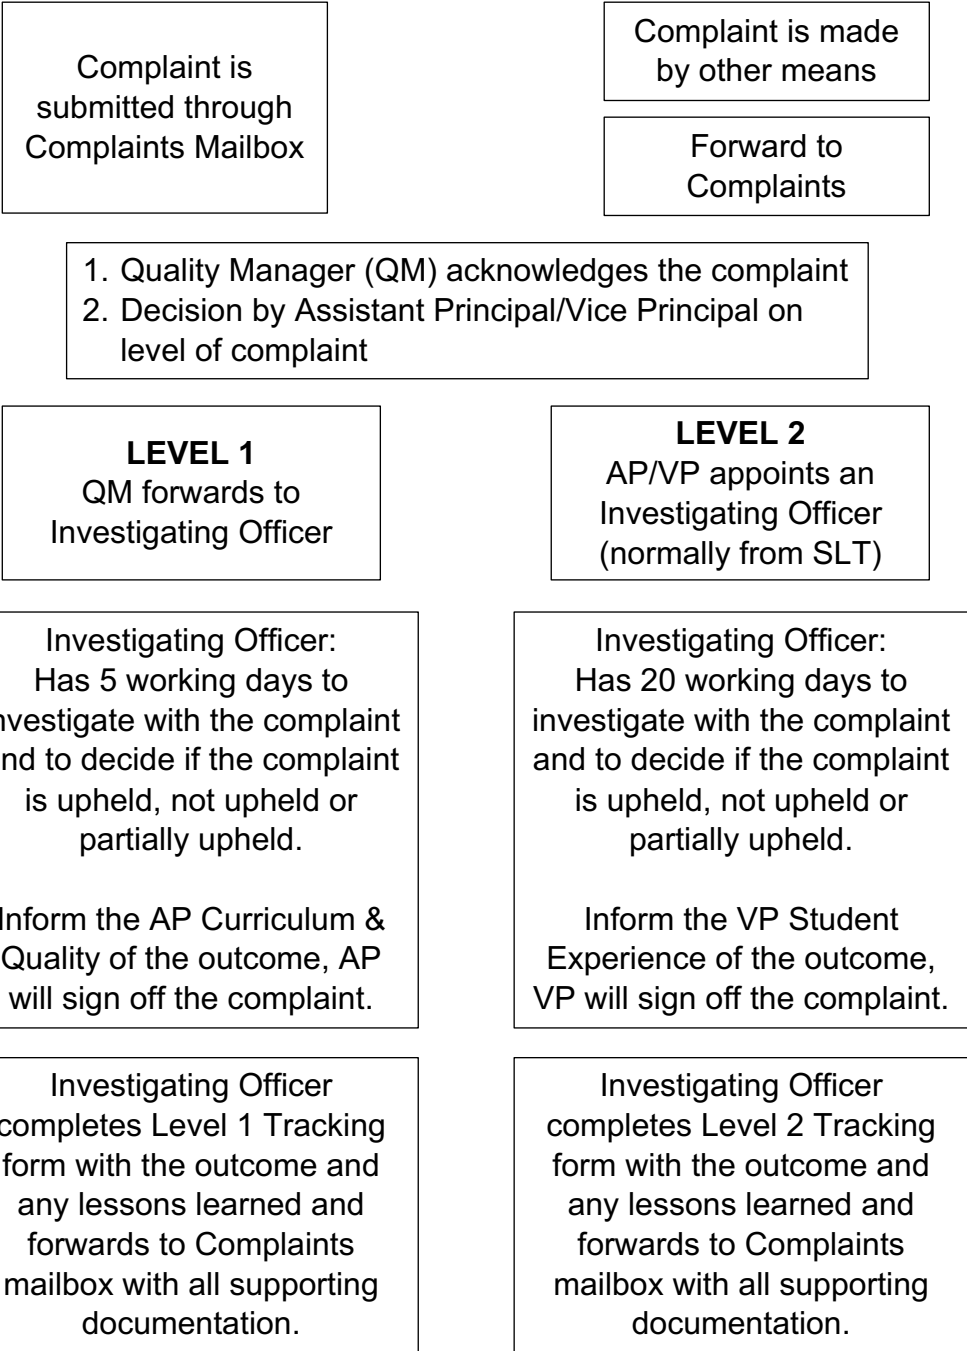 Complaint is
submitted through
Complaints Mailbox
Complaint is made
by other means
Forward to
Complaints
1. Quality Manager (QM) acknowledges the complaint
2. Decision by Assistant Principal/Vice Principal on
level of complaint
LEVEL 1
QM forwards to
Investigating Officer
LEVEL 2
AP/VP appoints an
Investigating Officer
(normally from SLT)
Investigating Officer:
Has 5 working days to
nvestigate with the complaint
nd to decide if the complaint
is upheld, not upheld or
partially upheld.
Inform the AP Curriculum &
Quality of the outcome, AP
will sign off the complaint.
Investigating Officer:
Has 20 working days to
investigate with the complaint
and to decide if the complaint
is upheld, not upheld or
partially upheld.
Inform the VP Student
Experience of the outcome,
VP will sign off the complaint.
Investigating Officer
completes Level 1 Tracking
form with the outcome and
any lessons learned and
forwards to Complaints
mailbox with all supporting
documentation.
Investigating Officer
completes Level 2 Tracking
form with the outcome and
any lessons learned and
forwards to Complaints
mailbox with all supporting
documentation.